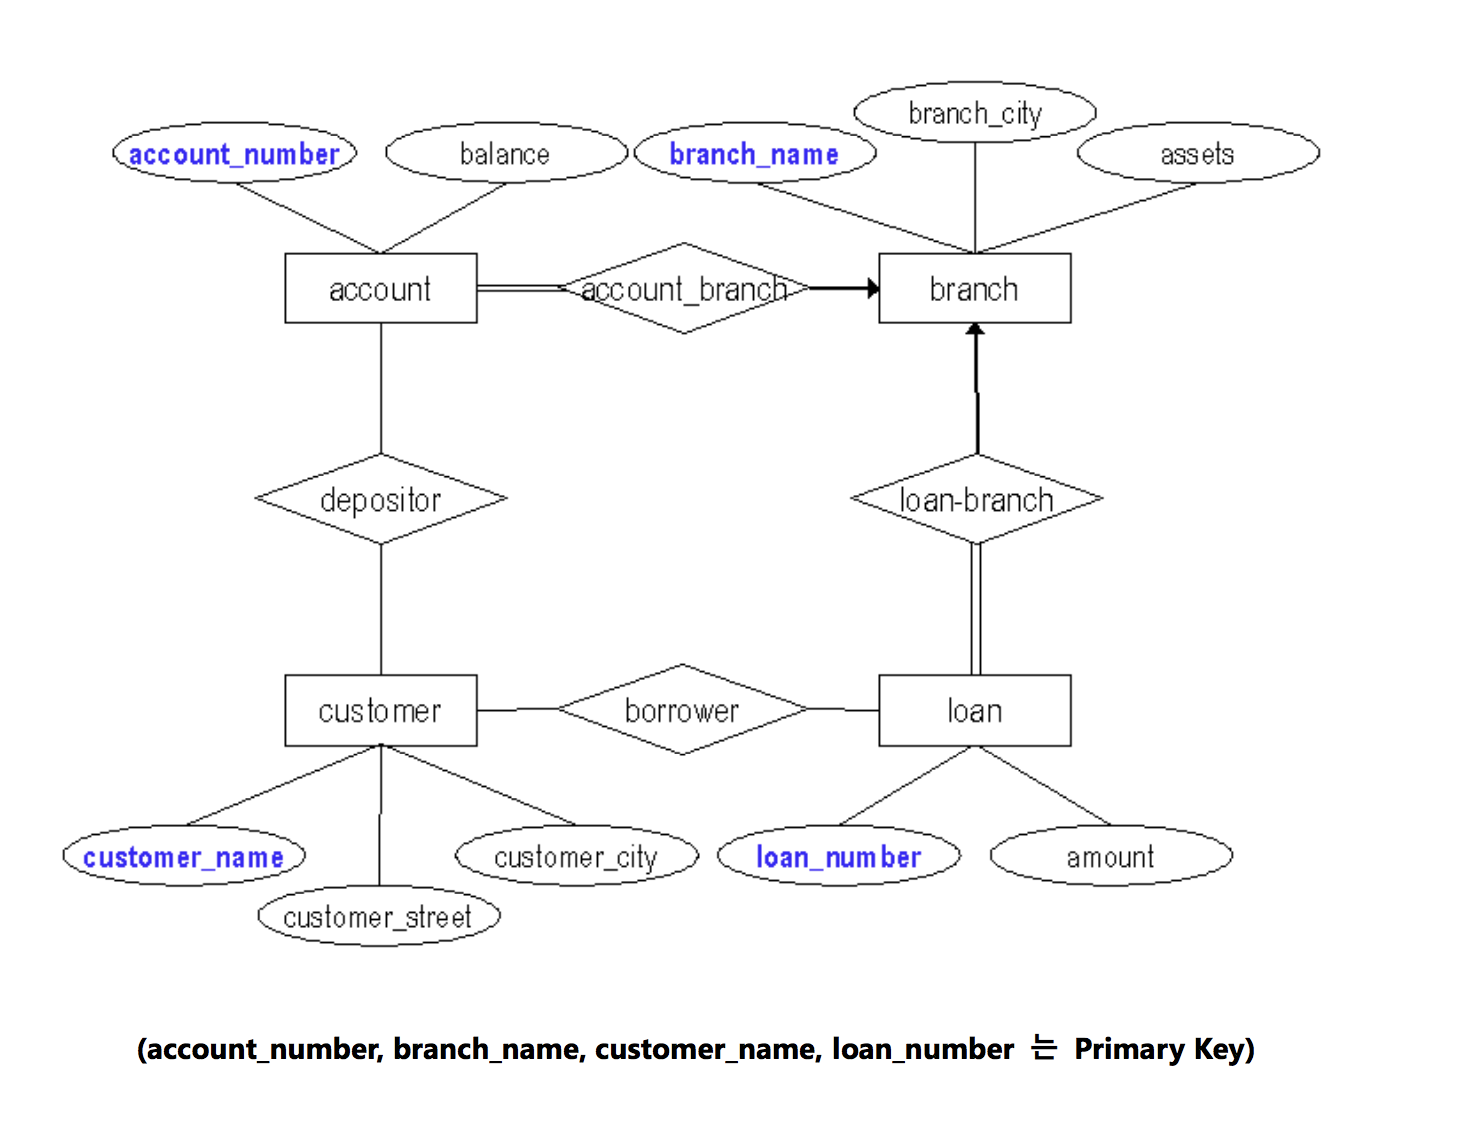 branch_city
account_number balance branch_name assets
account account_branch branch
depositor loan-branch
customer borrower loan
customer_name customer_city loan_number amount
customer_street
(account_number, branch_name, customer_name, loan_number 는 Primary Key)